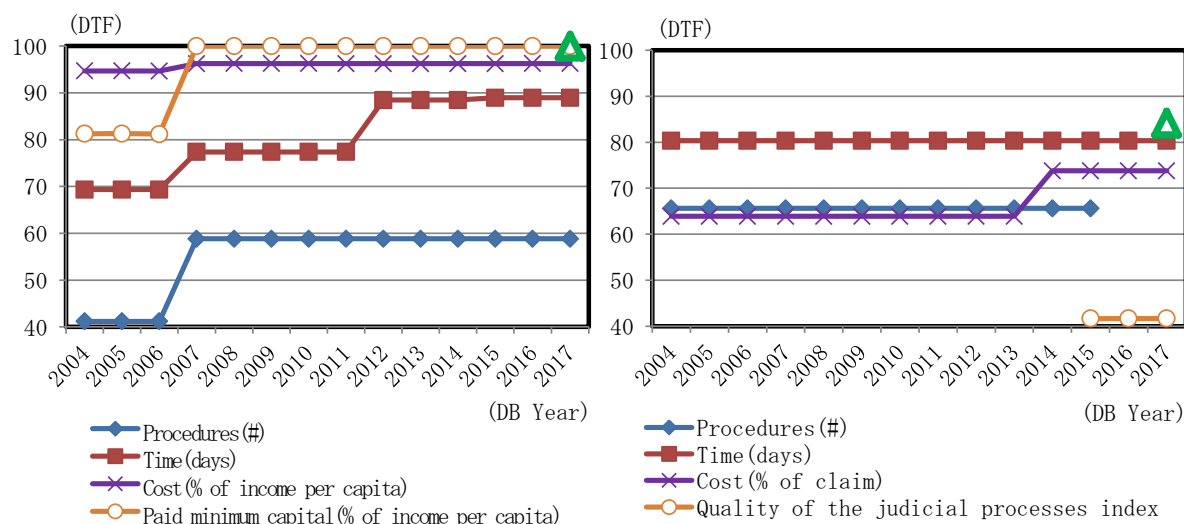 (DTF)
100
90
80
70
60
50
40
2004 2005 2006 2007 2008 2009 2010 2011 2012 2013 2014 2015 2016 2017
(DB Year)
Procedures(#)
Time(days)
Cost(% of income per capita)
Paid minimum capital(% of income per capita)
(DTF)
100
90
80
70
60
50
40
2004 2005 2006 2007 2008 2009 2010 2011 2012 2013 2014 2015 2016 2017
(DB Year)
Procedures(#)
Time(days)
Cost(% of claim)
Quality of the judicial processes index